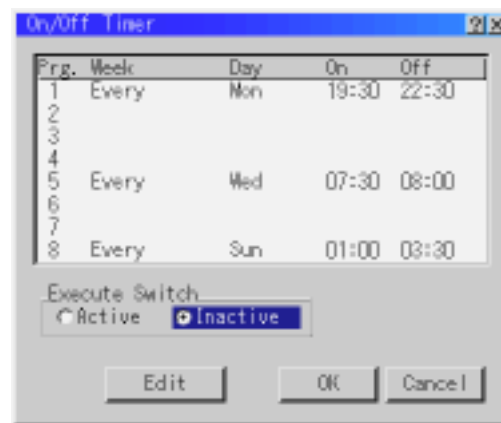 On/Off Timer
Prg. Week Day On Off
1 Every Mon 19:30 22:30
2
3
4
5 Every Wed 07:30 08:00
6
7
8 Every Sun 01:00 03:30
Execute Switch
Active Inactive
Edit OK Cancel